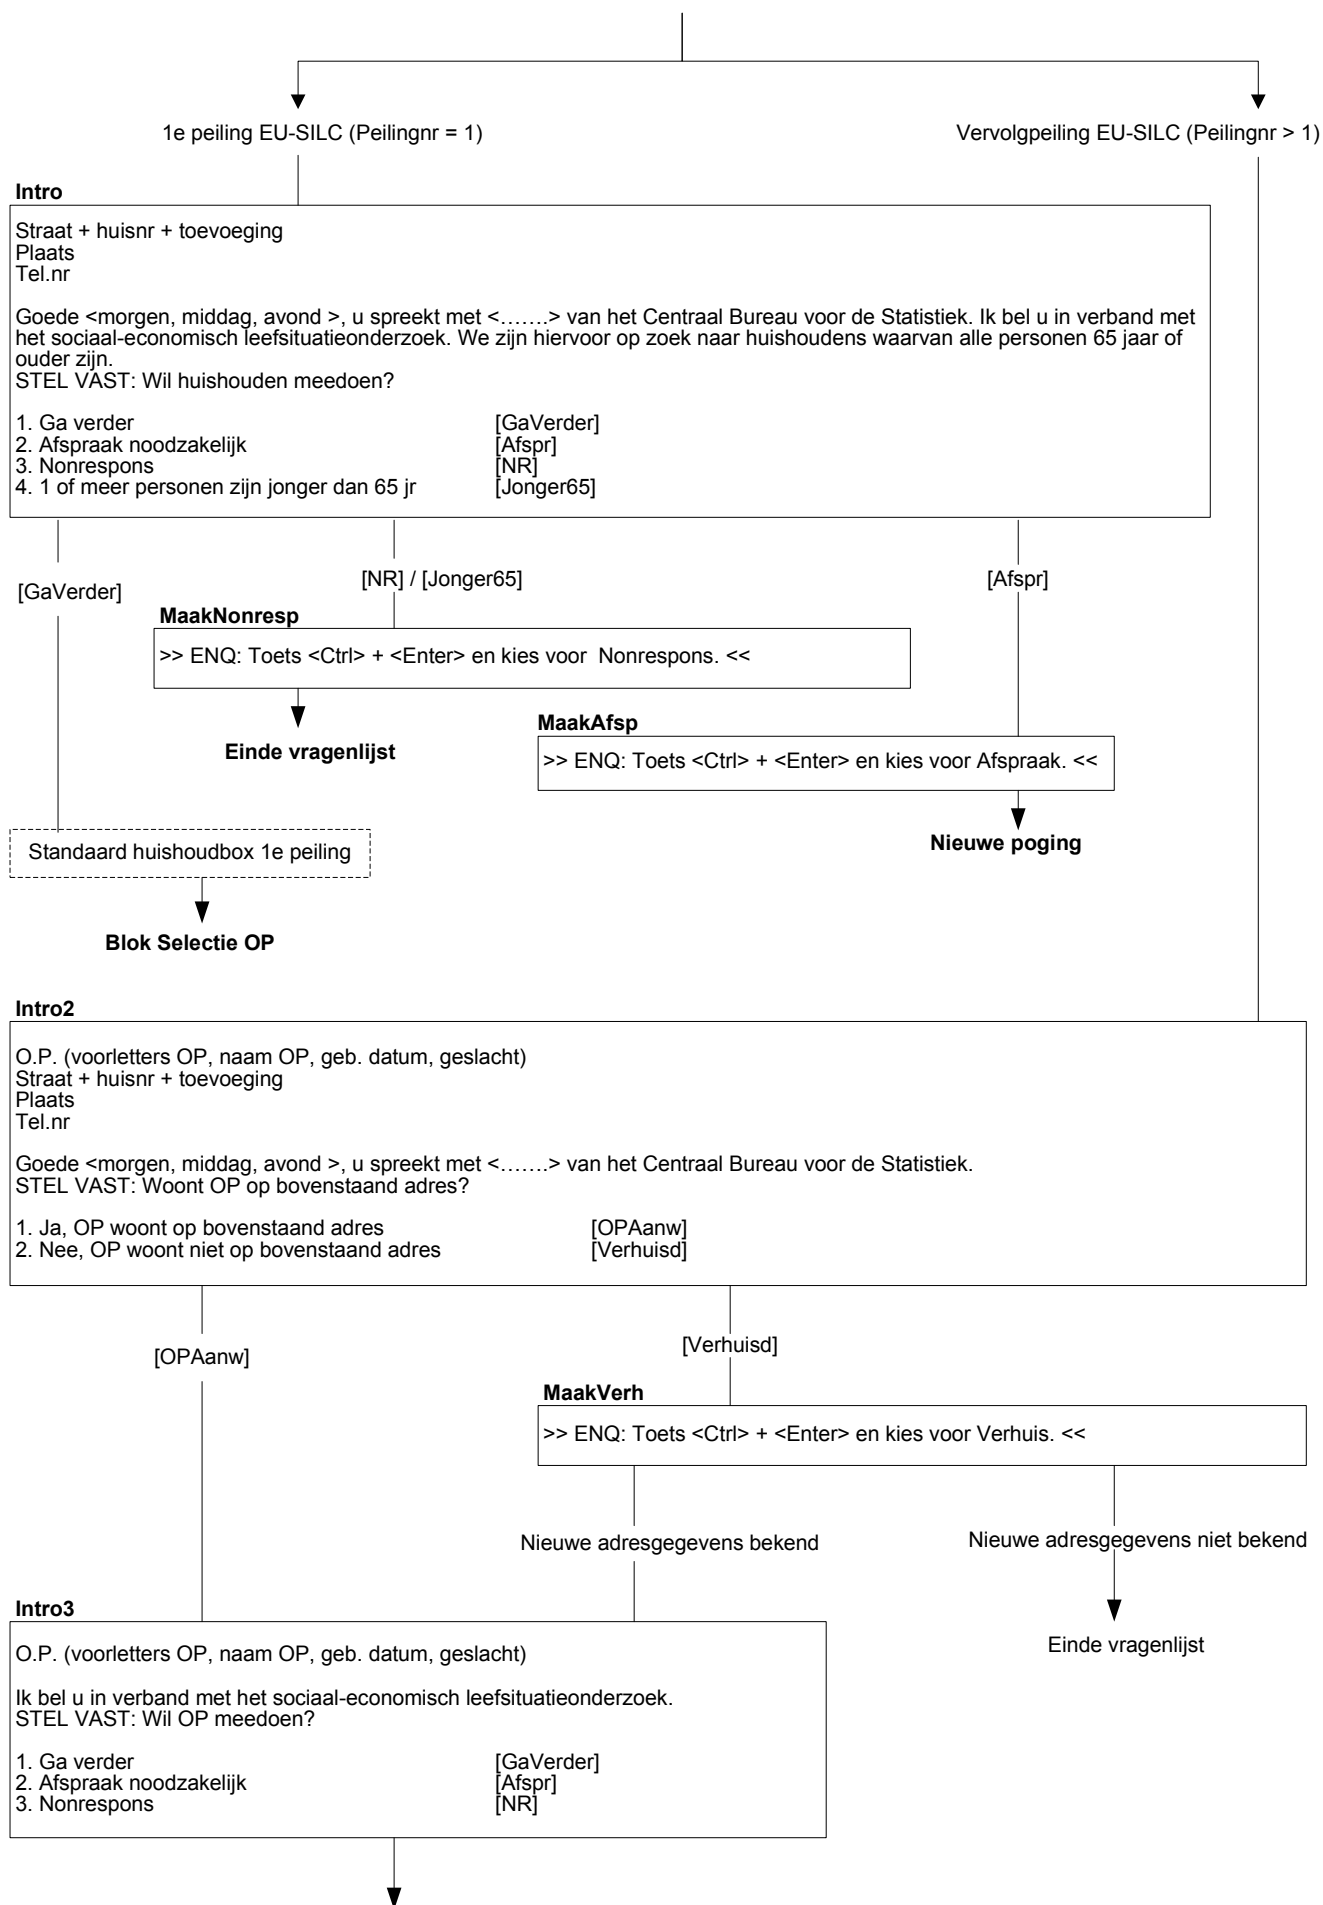 1e peiling EU-SILC (Peilingnr = 1)
Vervolgpeiling EU-SILC (Peilingnr > 1)
Intro
Straat + huisnr + toevoeging
Plaats
Tel.nr
Goede <morgen, middag, avond >, u spreekt met <…….> van het Centraal Bureau voor de Statistiek. Ik bel u in verband met
het sociaal-economisch leefsituatieonderzoek. We zijn hiervoor op zoek naar huishoudens waarvan alle personen 65 jaar of
ouder zijn.
STEL VAST: Wil huishouden meedoen?
1. Ga verder [GaVerder]
2. Afspraak noodzakelijk [Afspr]
3. Nonrespons [NR]
4. 1 of meer personen zijn jonger dan 65 jr [Jonger65]
[GaVerder]
[NR] / [Jonger65]
[Afspr]
MaakNonresp
>> ENQ: Toets <Ctrl> + <Enter> en kies voor  Nonrespons. <<
Einde vragenlijst
MaakAfsp
>> ENQ: Toets <Ctrl> + <Enter> en kies voor Afspraak. <<
Nieuwe poging
Standaard huishoudbox 1e peiling
Blok Selectie OP
Intro2
O.P. (voorletters OP, naam OP, geb. datum, geslacht)
Straat + huisnr + toevoeging
Plaats
Tel.nr
Goede <morgen, middag, avond >, u spreekt met <…….> van het Centraal Bureau voor de Statistiek.
STEL VAST: Woont OP op bovenstaand adres?
1. Ja, OP woont op bovenstaand adres [OPAanw]
2. Nee, OP woont niet op bovenstaand adres [Verhuisd]
[OPAanw]
[Verhuisd]
MaakVerh
>> ENQ: Toets <Ctrl> + <Enter> en kies voor Verhuis. <<
Nieuwe adresgegevens bekend
Nieuwe adresgegevens niet bekend
Einde vragenlijst
Intro3
O.P. (voorletters OP, naam OP, geb. datum, geslacht)
Ik bel u in verband met het sociaal-economisch leefsituatieonderzoek.
STEL VAST: Wil OP meedoen?
1. Ga verder [GaVerder]
2. Afspraak noodzakelijk [Afspr]
3. Nonrespons [NR]